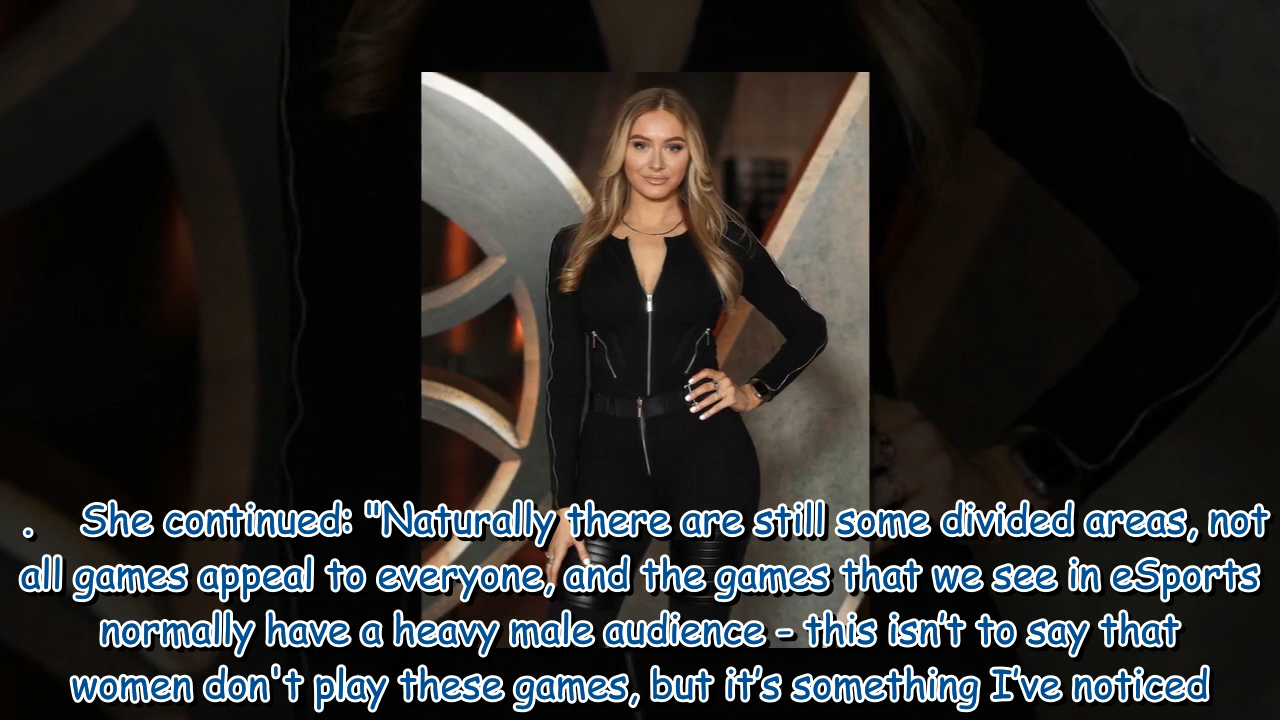 .    She continued: "Naturally there are still some divided areas, not
all games appeal to everyone, and the games that we see in eSports
normally have a heavy male audience – this isn’t to say that
women don't play these games, but it’s something I’ve noticed